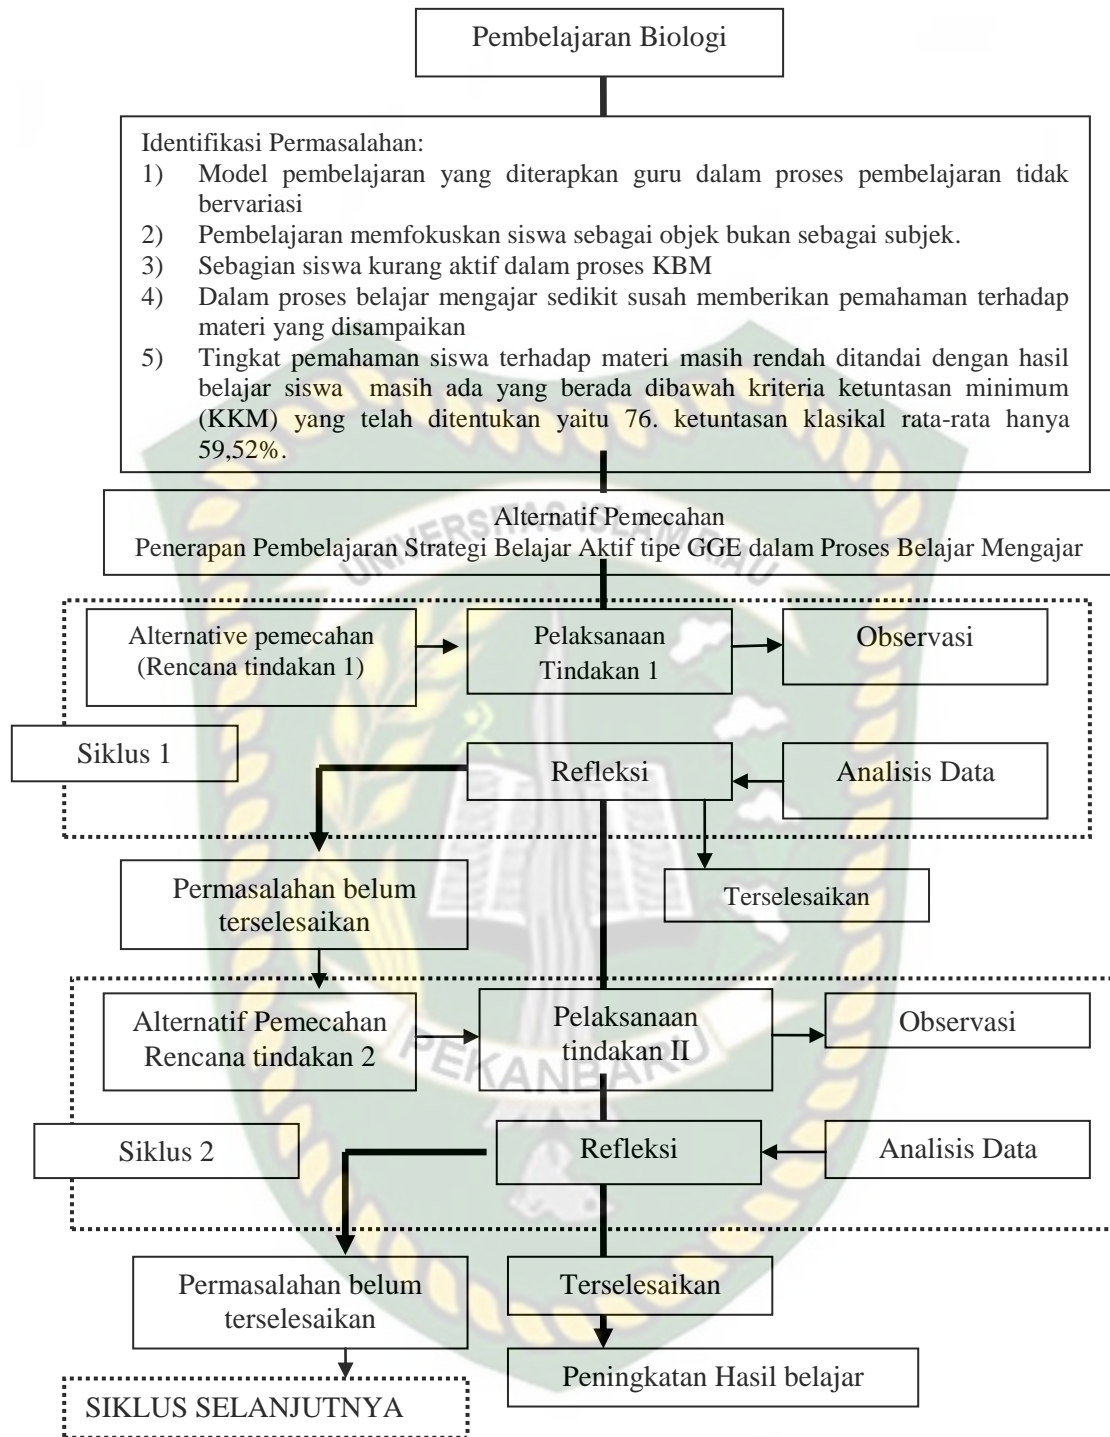 Pembelajaran Biologi
Identifikasi Permasalahan:
1) Model pembelajaran yang diterapkan guru dalam proses pembelajaran tidak
bervariasi
2) Pembelajaran memfokuskan siswa sebagai objek bukan sebagai subjek.
3) Sebagian siswa kurang aktif dalam proses KBM
4) Dalam proses belajar mengajar sedikit susah memberikan pemahaman terhadap
materi yang disampaikan
5) Tingkat pemahaman siswa terhadap materi masih rendah ditandai dengan hasil
belajar siswa masih ada yang berada dibawah kriteria ketuntasan minimum
(KKM) yang telah ditentukan yaitu 76. ketuntasan klasikal rata-rata hanya
59,52%.
Alternatif Pemecahan
Penerapan Pembelajaran Strategi Belajar Aktif tipe GGE dalam Proses Belajar Mengajar
UNIVERSITAS ISLAM RIAU
Alternative pemecahan
(Rencana tindakan 1)
Pelaksanaan
Tindakan 1
Observasi
Siklus 1
Refleksi
Analisis Data
Permasalahan belum
terselesaikan
Terselesaikan
Alternatif Pemecahan
Rencana tindakan 2
Pelaksanaan
tindakan II
Observasi
PEKANBARU
Siklus 2
Refleksi
Analisis Data
Permasalahan belum
terselesaikan
Terselesaikan
Peningkatan Hasil belajar
SIKLUS SELANJUTNYA